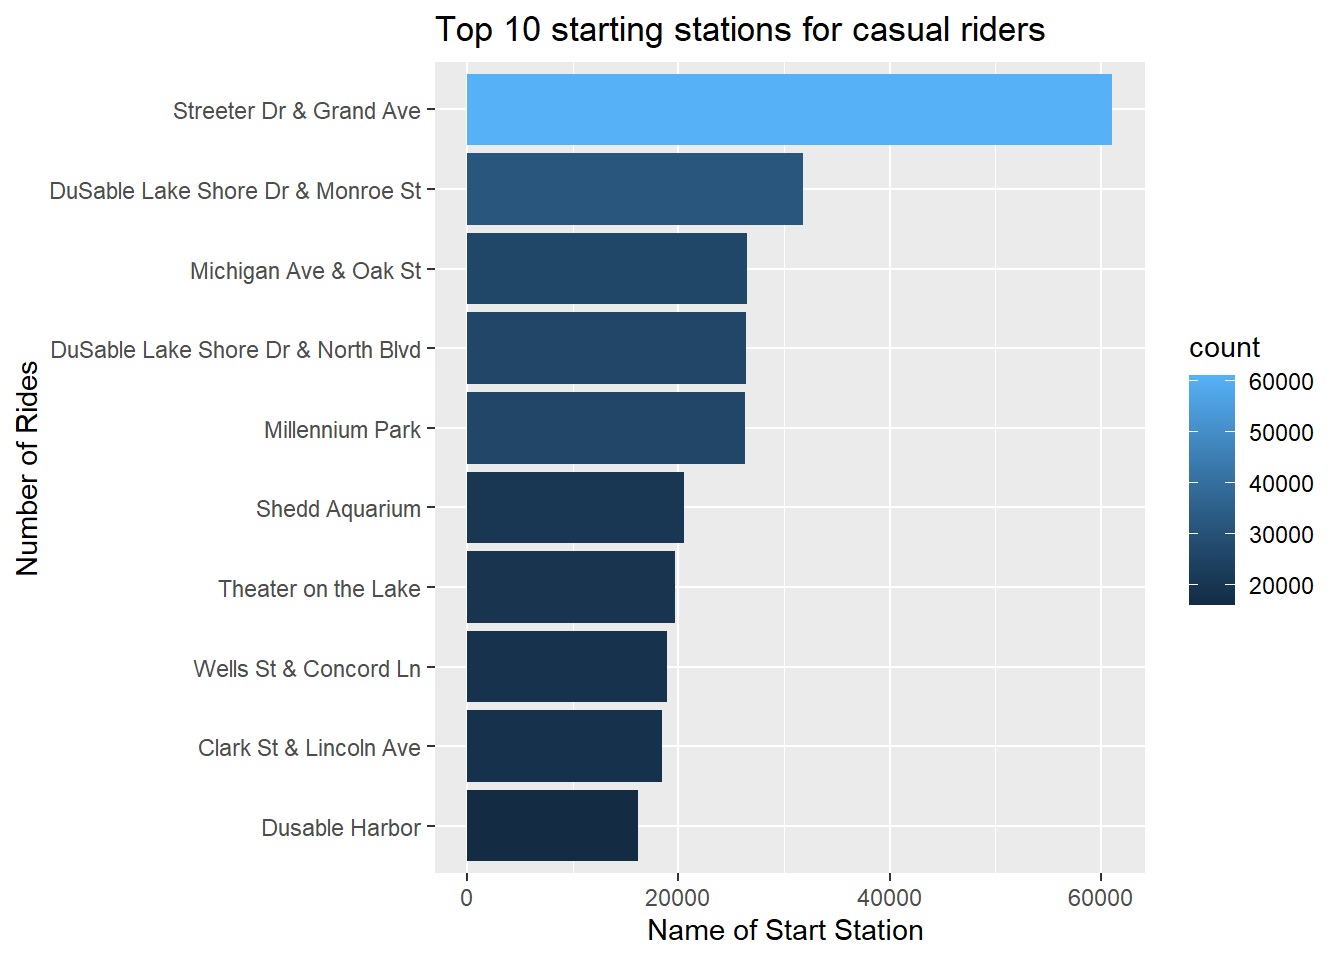 Top 10 starting stations for casual riders
Number of Rides
Streeter Dr & Grand Ave
DuSable Lake Shore Dr & Monroe St
Michigan Ave & Oak St
DuSable Lake Shore Dr & North Blvd
Millennium Park
Shedd Aquarium
Theater on the Lake
Wells St & Concord Ln
Clark St & Lincoln Ave
Dusable Harbor
0 20000 40000 60000
Name of Start Station
count
60000
50000
40000
30000
20000